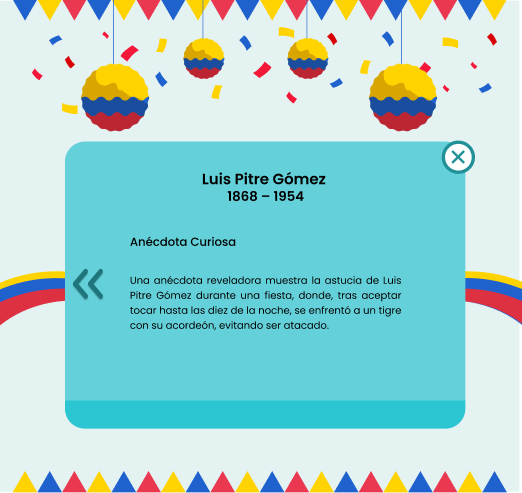 Luis Pitre Gómez
1868 – 1954
Anécdota Curiosa
Una anécdota reveladora muestra la astucia de Luis
Pitre Gómez durante una fiesta, donde, tras aceptar
tocar hasta las diez de la noche, se enfrentó a un tigre
con su acordeón, evitando ser atacado.